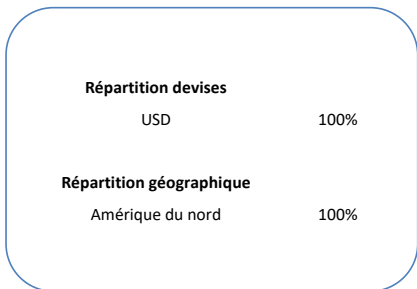 Répartition devises
USD 100%
Répartition géographique
Amérique du nord 100%